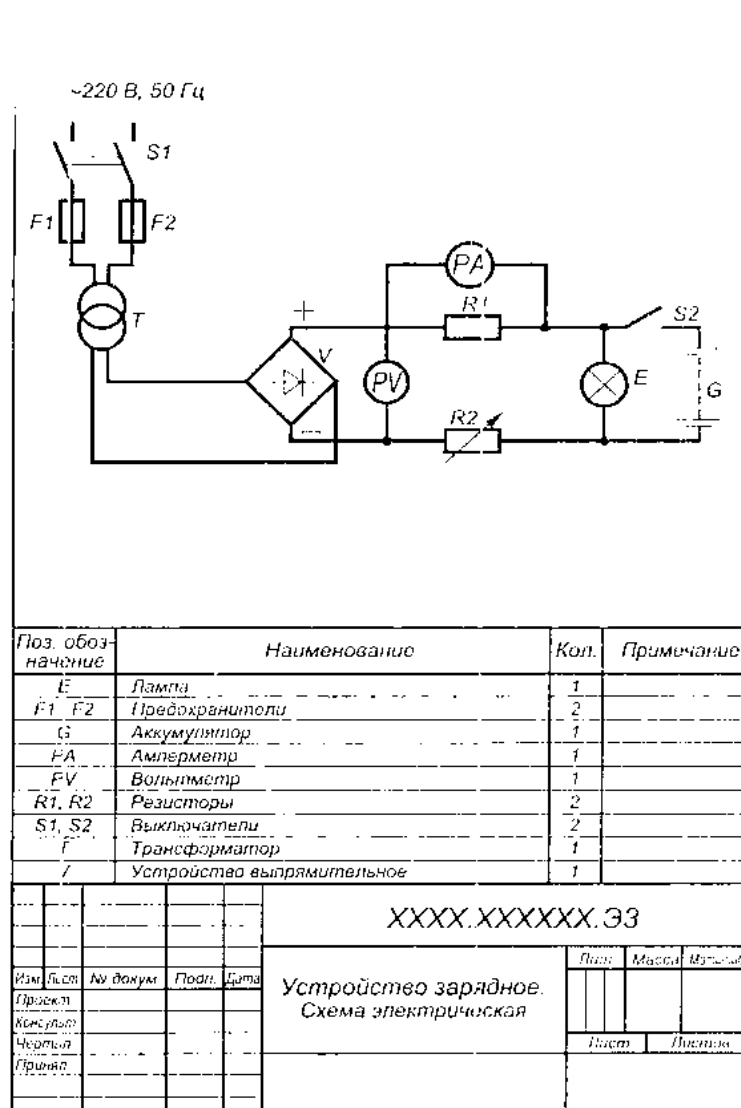 ~220 В, 50 Гц
S1
F1
F2
T
+
V
PA
R1
PV
R2
E
S2
G
Поз. обоз-
начение
Наименование
Кол.
Примечание
E Лампа 1
F1, F2 Предохранители 2
G Аккумулятор 1
PA Амперметр 1
PV Вольтметр 1
R1, R2 Резисторы 2
S1, S2 Выключатели 2
T Трансформатор 1
Устройство выпрямительное 1
XXXX.XXXXXX.ЭЗ
Изм. Лист № докум. Подп. Дата
Проект
Консульт
Чертил
Принял
Устройство зарядное.
Схема электрическая
Лит. Масса
Лист Листов